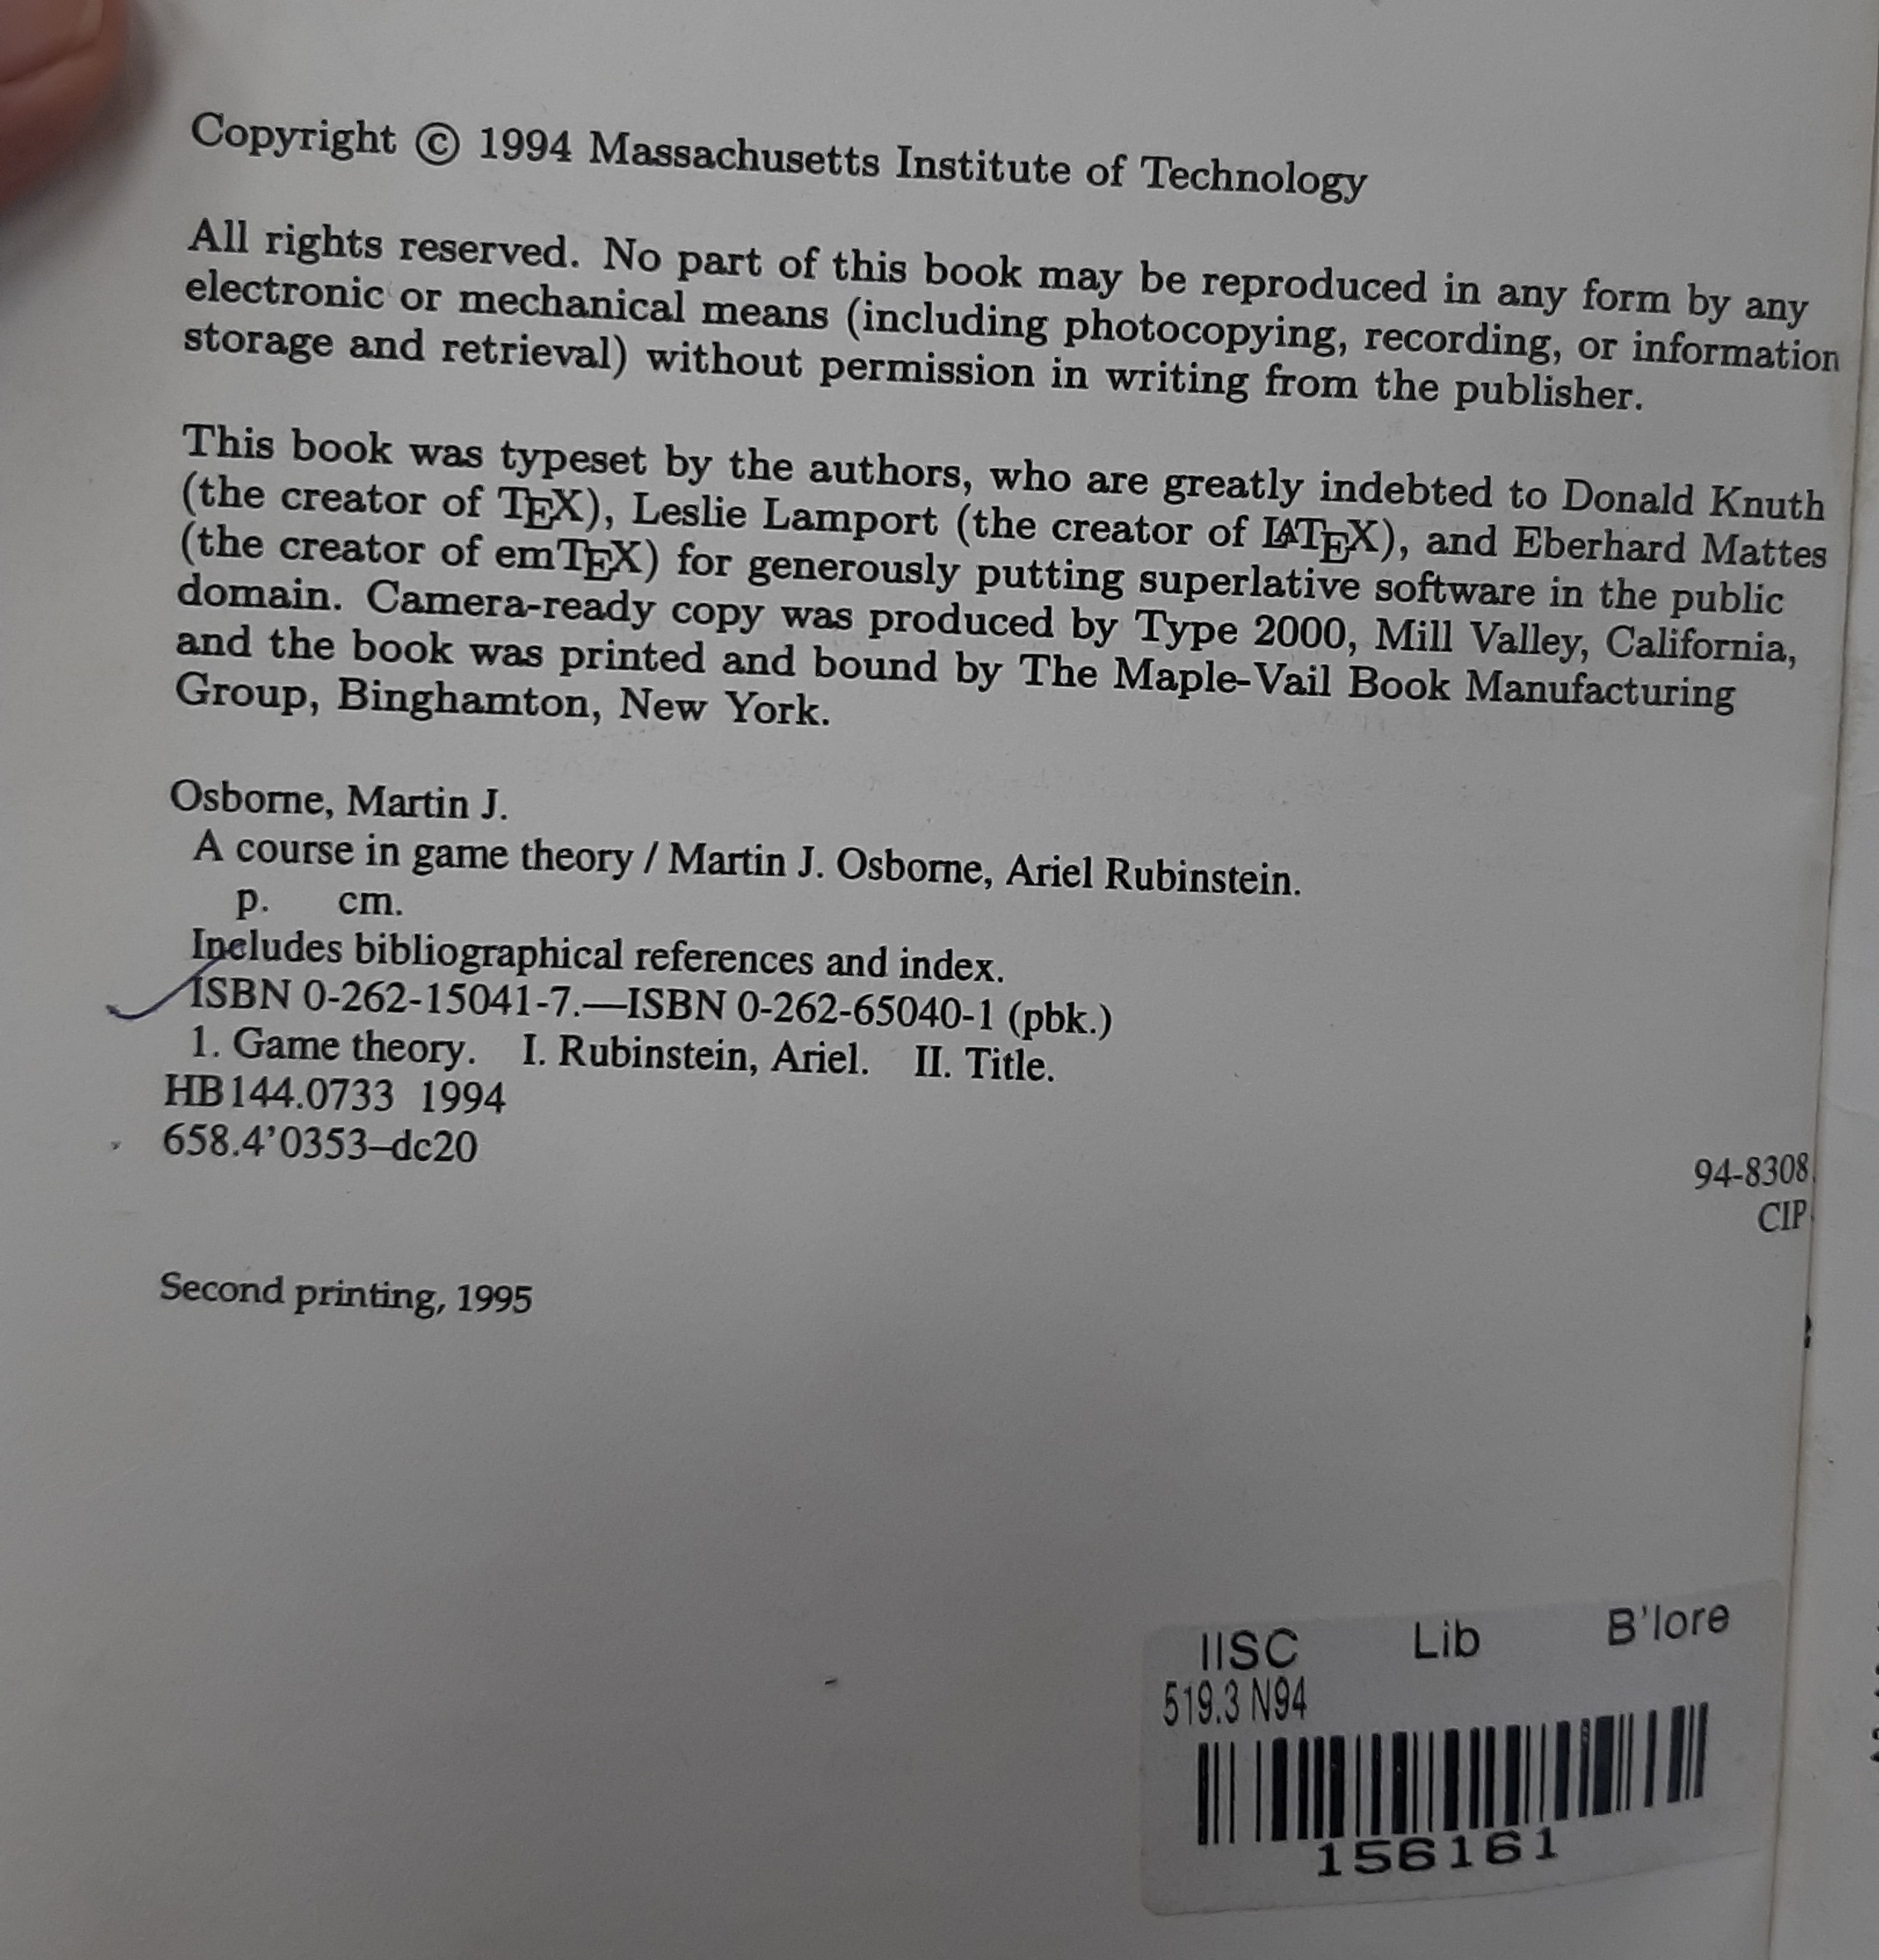 Copyright © 1994 Massachusetts Institute of Technology
All rights reserved. No part of this book may be reproduced in any form by any
electronic or mechanical means (including photocopying, recording, or information
storage and retrieval) without permission in writing from the publisher.
This book was typeset by the authors, who are greatly indebted to Donald Knuth
(the creator of TEX), Leslie Lamport (the creator of LATEX), and Eberhard Mattes
(the creator of emTEX) for generously putting superlative software in the public
domain. Camera-ready copy was produced by Type 2000, Mill Valley, California,
and the book was printed and bound by The Maple-Vail Book Manufacturing
Group, Binghamton, New York.
Osborne, Martin J.
A course in game theory / Martin J. Osborne, Ariel Rubinstein.
p. cm.
Includes bibliographical references and index.
ISBN 0-262-15041-7.—ISBN 0-262-65040-1 (pbk.)
1. Game theory. I. Rubinstein, Ariel. II. Title.
HB144.0733 1994
658.4'0353–dc20
94-8308
CIP
Second printing, 1995
IISC Lib B'lore
519.3 N94
156161